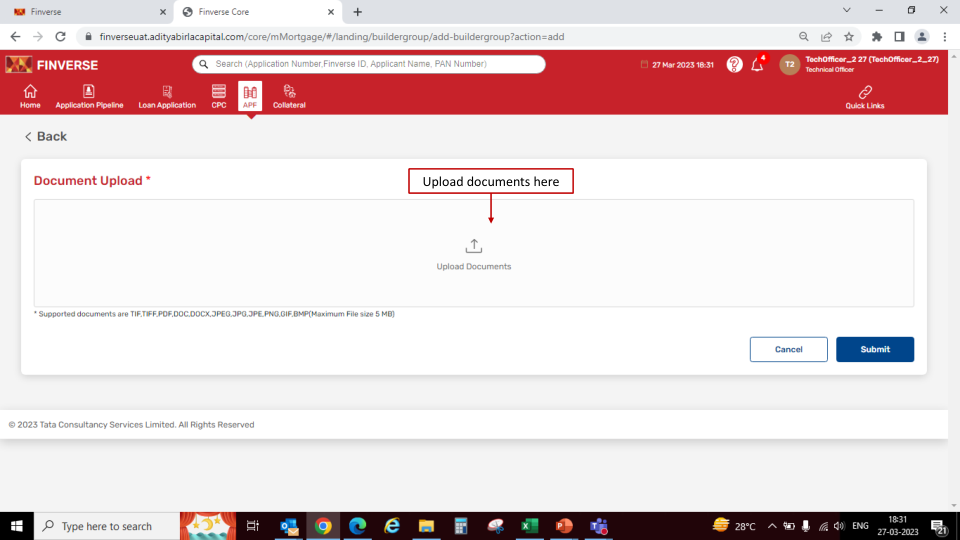 Finverse
Finverse Core
finverseuat.adityabirlacapital.com/core/mMortgage/#/landing/buildergroup/add-buildergroup?action=add
FINVERSE
Search (Application Number,Finverse ID, Applicant Name, PAN Number)
27 Mar 2023 18:31
4
T2
TechOfficer_2 27 (TechOfficer_2_27)
Technical Officer
Home
Application Pipeline
Loan Application
CPC
APF
Collateral
Quick Links
< Back
Document Upload *
Upload documents here
Upload Documents
* Supported documents are TIF,TIFF,PDF,DOC,DOCX,JPEG,JPG,JPE,PNG,GIF,BMP(Maximum File size 5 MB)
Cancel
Submit
© 2023 Tata Consultancy Services Limited. All Rights Reserved
Type here to search
28°C
ENG
18:31
27-03-2023
21